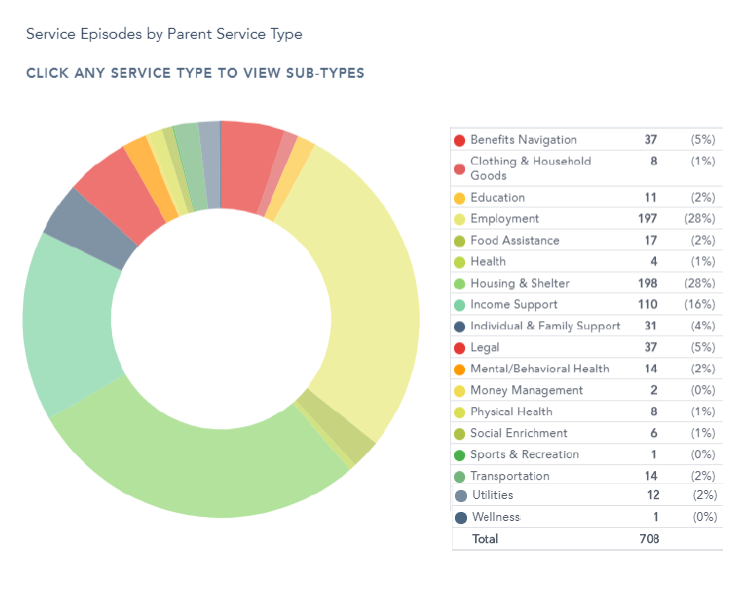 Service Episodes by Parent Service Type
CLICK ANY SERVICE TYPE TO VIEW SUB-TYPES
Benefits Navigation 37 (5%)
Clothing & Household 8 (1%)
Goods
Education 11 (2%)
Employment 197 (28%)
Food Assistance 17 (2%)
Health 4 (1%)
Housing & Shelter 198 (28%)
Income Support 110 (16%)
Individual & Family Support 31 (4%)
Legal 37 (5%)
Mental/Behavioral Health 14 (2%)
Money Management 2 (0%)
Physical Health 8 (1%)
Social Enrichment 6 (1%)
Sports & Recreation 1 (0%)
Transportation 14 (2%)
Utilities 12 (2%)
Wellness 1 (0%)
Total 708